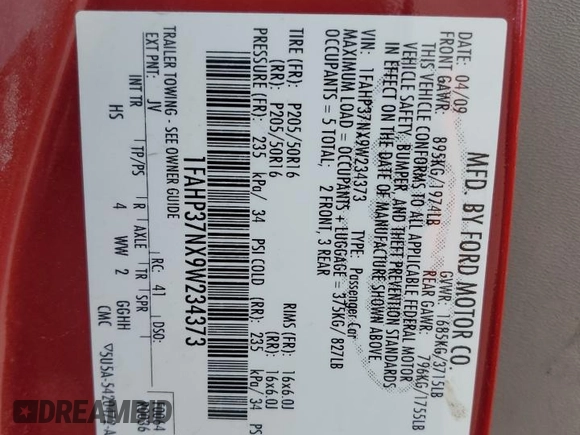 MFD. BY FORD MOTOR CO.
DATE: 04/09 GVWR: 1685KG/3715LB
FRONT GAWR: 895KG/1974LB REAR GAWR: 796KG/1755LB
THIS VEHICLE CONFORMS TO ALL APPLICABLE FEDERAL MOTOR
VEHICLE SAFETY, BUMPER, AND THEFT PREVENTION STANDARDS
IN EFFECT ON THE DATE OF MANUFACTURE SHOWN ABOVE.
VIN: 1FAHP37NX9W234373 TYPE: Passenger Car
MAXIMUM LOAD = OCCUPANTS + LUGGAGE = 375KG/ 827LB
OCCUPANTS = 5 TOTAL, 2 FRONT, 3 REAR
TIRE (FR): P205/50R16 RIMS (FR): 16x6.0J
(RR): P205/50R16 (RR): 16x6.0J
PRESSURE (FR): 235 kPa/ 34 PSI COLD (RR): 235 kPa/ 34
1FAHP37NX9W234373
TRAILER TOWING - SEE OWNER GUIDE
EXT PNT: JV RC: 41 DSO:
INT TR TP/PS R AXLE TR SPR
HS 4 WW 2 GGHH
CMC
DREAMBID